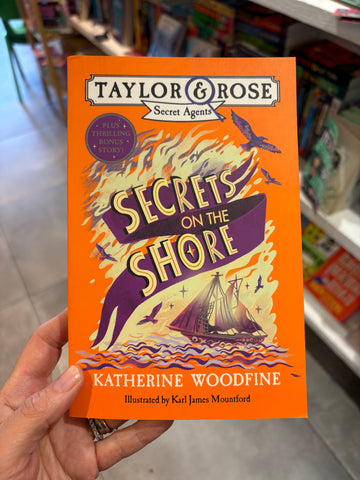 TAYLOR & ROSE
Secret Agents
PLUS
THRILLING
BONUS
STORY!
SECRETS
ON THE
SHORE
KATHERINE WOODFINE
Illustrated by Karl James Mountford